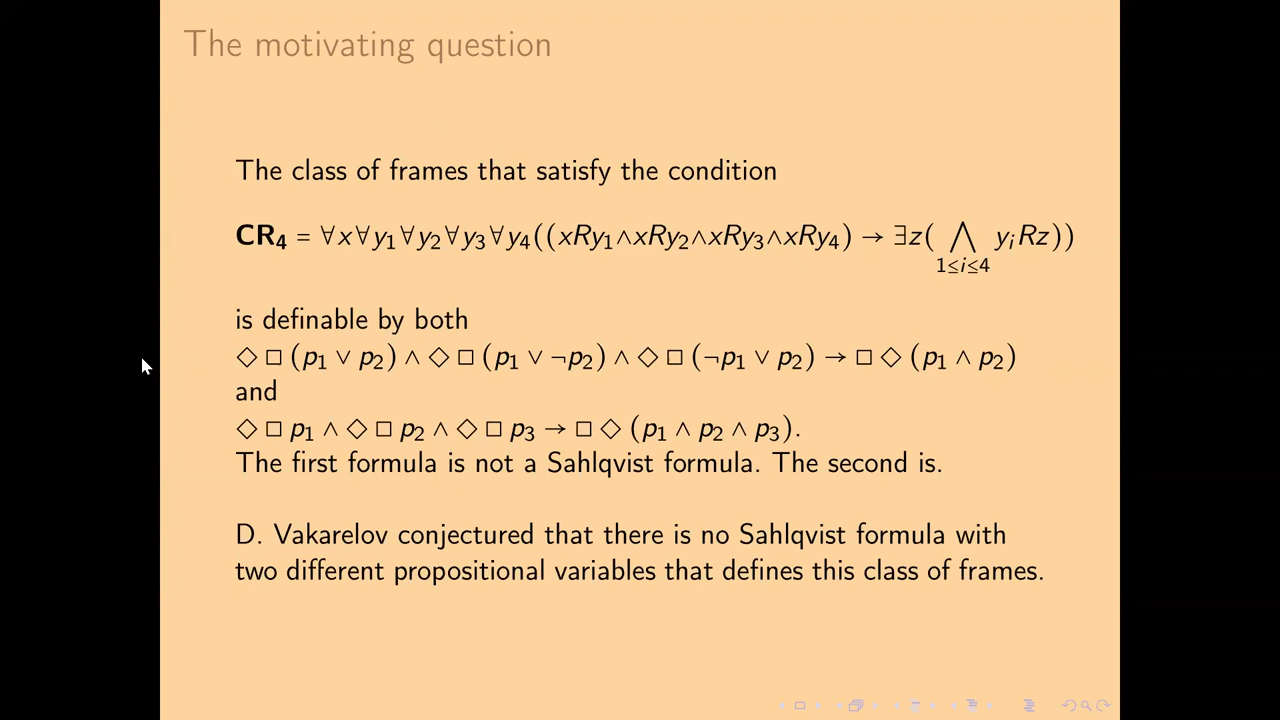 The motivating question
The class of frames that satisfy the condition
CR₄ = ∀x∀y₁∀y₂∀y₃∀y₄((xRy₁∧xRy₂∧xRy₃∧xRy₄) → ∃z( ⋀ yᵢRz))
1≤i≤4
is definable by both
◇□(p₁ ∨ p₂) ∧ ◇□(p₁ ∨ ¬p₂) ∧ ◇□(¬p₁ ∨ p₂) → □◇(p₁ ∧ p₂)
and
◇□p₁ ∧ ◇□p₂ ∧ ◇□p₃ → □◇(p₁ ∧ p₂ ∧ p₃).
The first formula is not a Sahlqvist formula. The second is.
D. Vakarelov conjectured that there is no Sahlqvist formula with
two different propositional variables that defines this class of frames.